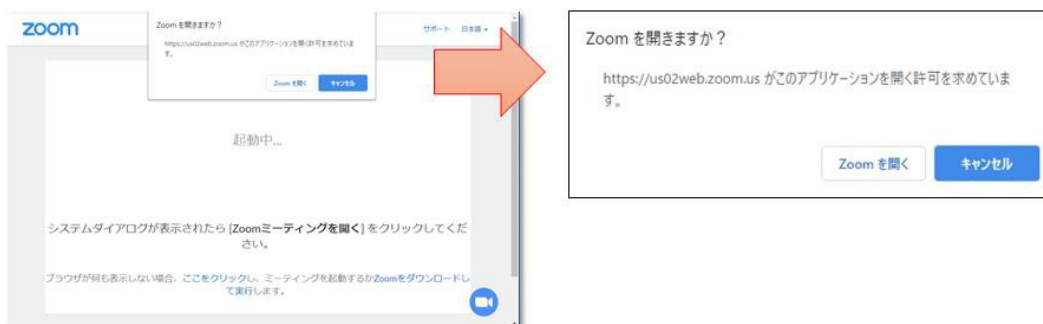 zoom
サポート 日本語
Zoom を開きますか？
https://us02web.zoom.us がこのアプリケーションを開く許可を求めていま
す。
Zoom を開く キャンセル
起動中...
システムダイアログが表示されたら [Zoomミーティングを開く] をクリックしてくだ
さい。
ブラウザが何も表示しない場合、ここをクリックし、ミーティングを起動するかZoomをダウンロードし
て実行します。
Zoom を開きますか？
https://us02web.zoom.us がこのアプリケーションを開く許可を求めていま
す。
Zoom を開く キャンセル